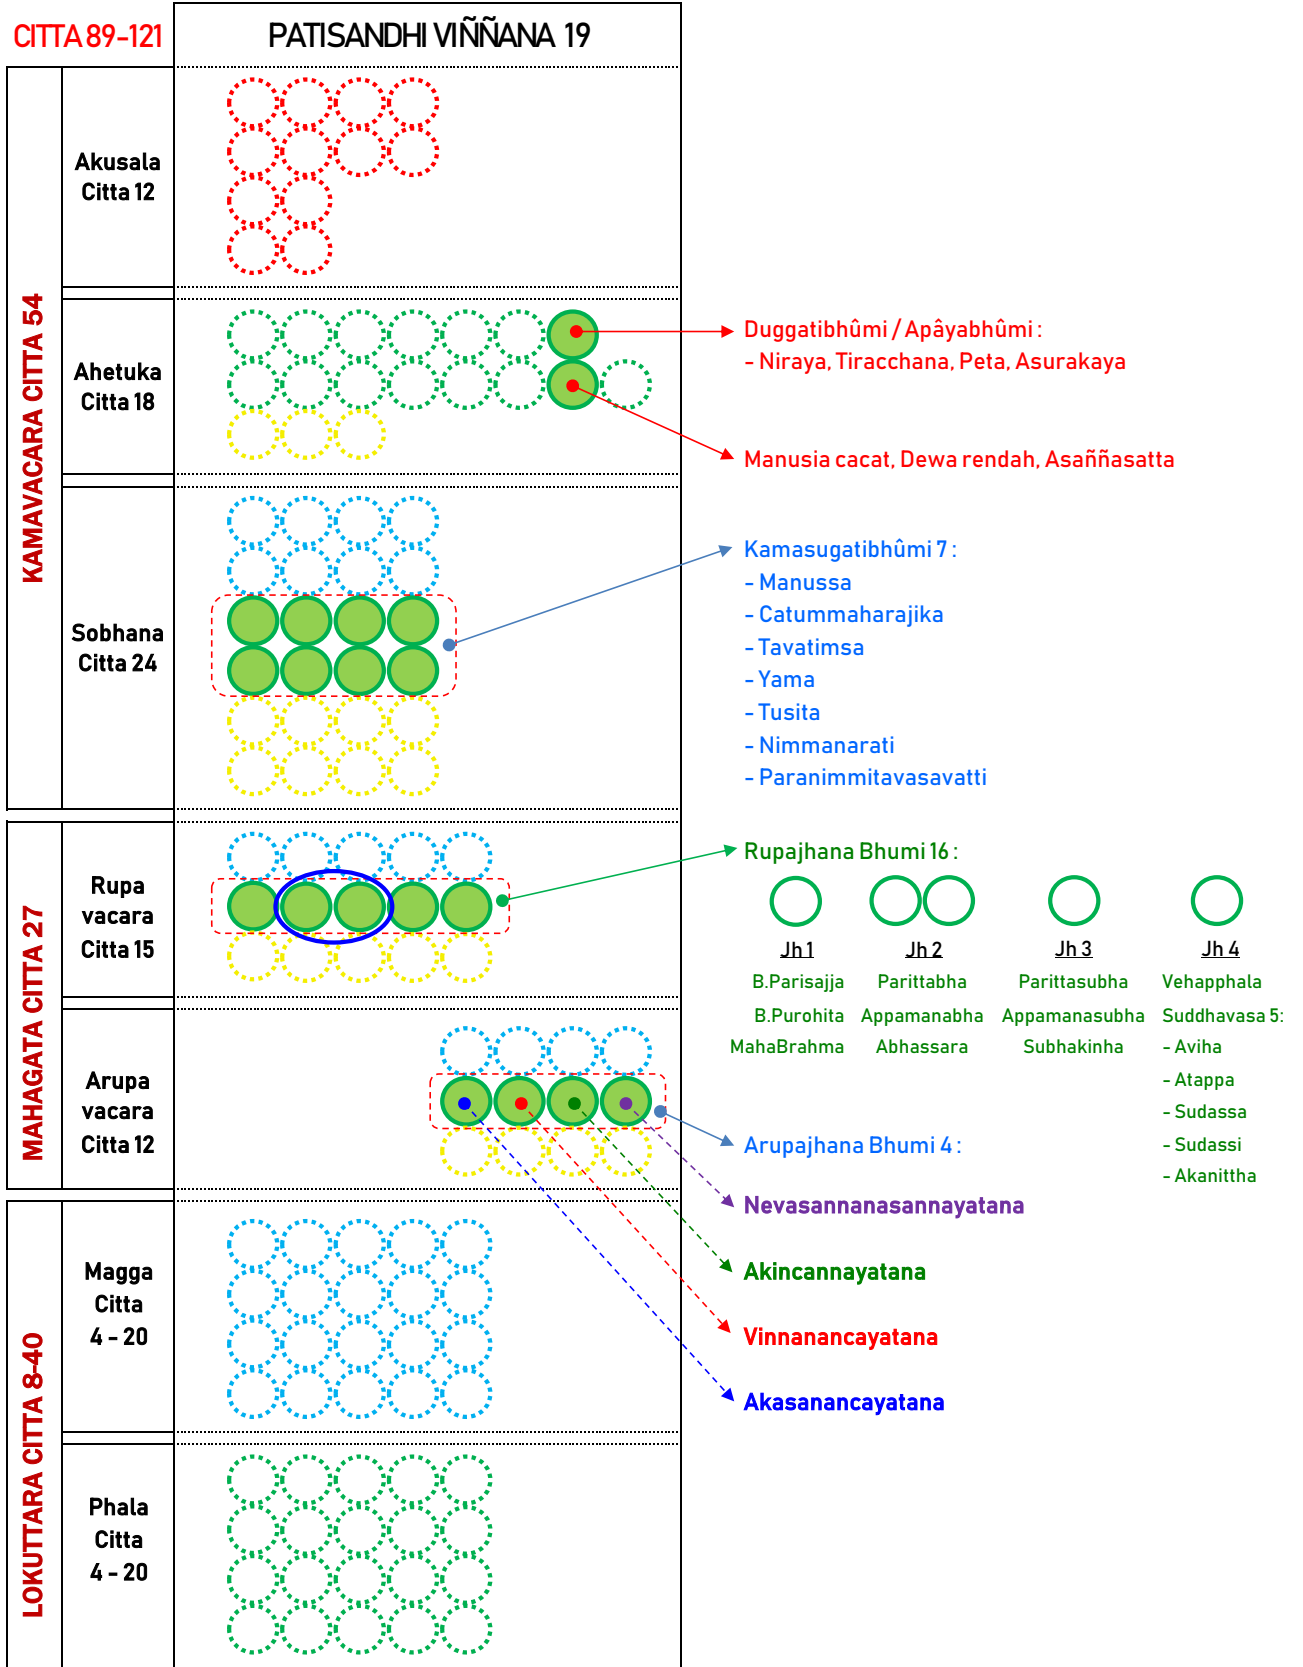 CITTA 89-121
PATISANDHI VIÑÑANA 19
KAMAVACARA CITTA 54
Akusala
Citta 12
Ahetuka
Citta 18
Duggatibhûmi / Apâyabhûmi :
- Niraya, Tiracchana, Peta, Asurakaya
Manusia cacat, Dewa rendah, Asaññasatta
Sobhana
Citta 24
Kamasugatibhûmi 7 :
- Manussa
- Catummaharajika
- Tavatimsa
- Yama
- Tusita
- Nimmanarati
- Paranimmitavasavatti
MAHAGATA CITTA 27
Rupa
vacara
Citta 15
Rupajhana Bhumi 16 :
Jh 1 Jh 2 Jh 3 Jh 4
B.Parisajja Parittabha Parittasubha Vehapphala
B.Purohita Appamanabha Appamanasubha Suddhavasa 5:
MahaBrahma Abhassara Subhakinha - Aviha
- Atappa
- Sudassa
- Sudassi
- Akanittha
Arupa
vacara
Citta 12
Arupajhana Bhumi 4 :
Nevasannanasannayatana
Akincannayatana
Vinnanancayatana
Akasanancayatana
LOKUTTARA CITTA 8-40
Magga
Citta
4 - 20
Phala
Citta
4 - 20